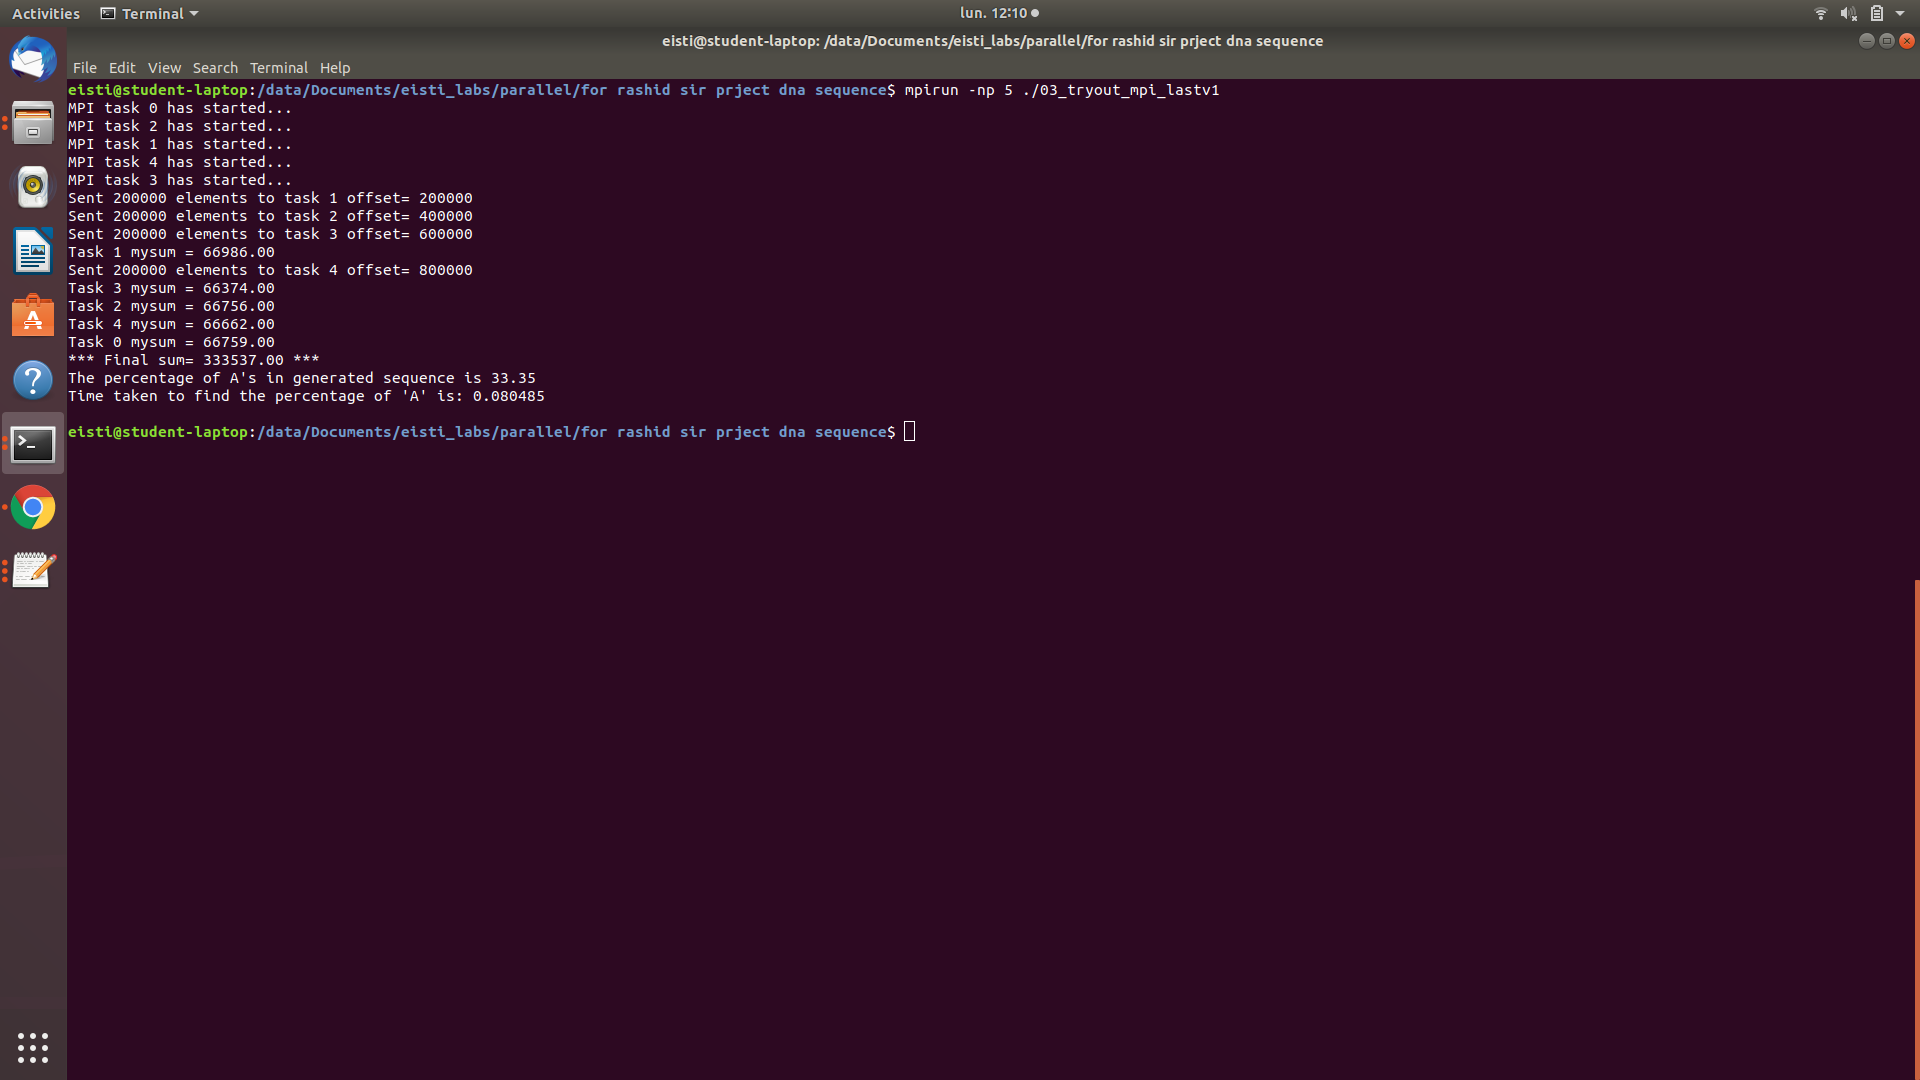 Activities Terminal lun. 12:10
eisti@student-laptop: /data/Documents/eisti_labs/parallel/for rashid sir prject dna sequence
File Edit View Search Terminal Help
eisti@student-laptop:/data/Documents/eisti_labs/parallel/for rashid sir prject dna sequence$ mpirun -np 5 ./03_tryout_mpi_lastv1
MPI task 0 has started...
MPI task 2 has started...
MPI task 1 has started...
MPI task 4 has started...
MPI task 3 has started...
Sent 200000 elements to task 1 offset= 200000
Sent 200000 elements to task 2 offset= 400000
Sent 200000 elements to task 3 offset= 600000
Task 1 mysum = 66986.00
Sent 200000 elements to task 4 offset= 800000
Task 3 mysum = 66374.00
Task 2 mysum = 66756.00
Task 4 mysum = 66662.00
Task 0 mysum = 66759.00
*** Final sum= 333537.00 ***
The percentage of A's in generated sequence is 33.35
Time taken to find the percentage of 'A' is: 0.080485
eisti@student-laptop:/data/Documents/eisti_labs/parallel/for rashid sir prject dna sequence$